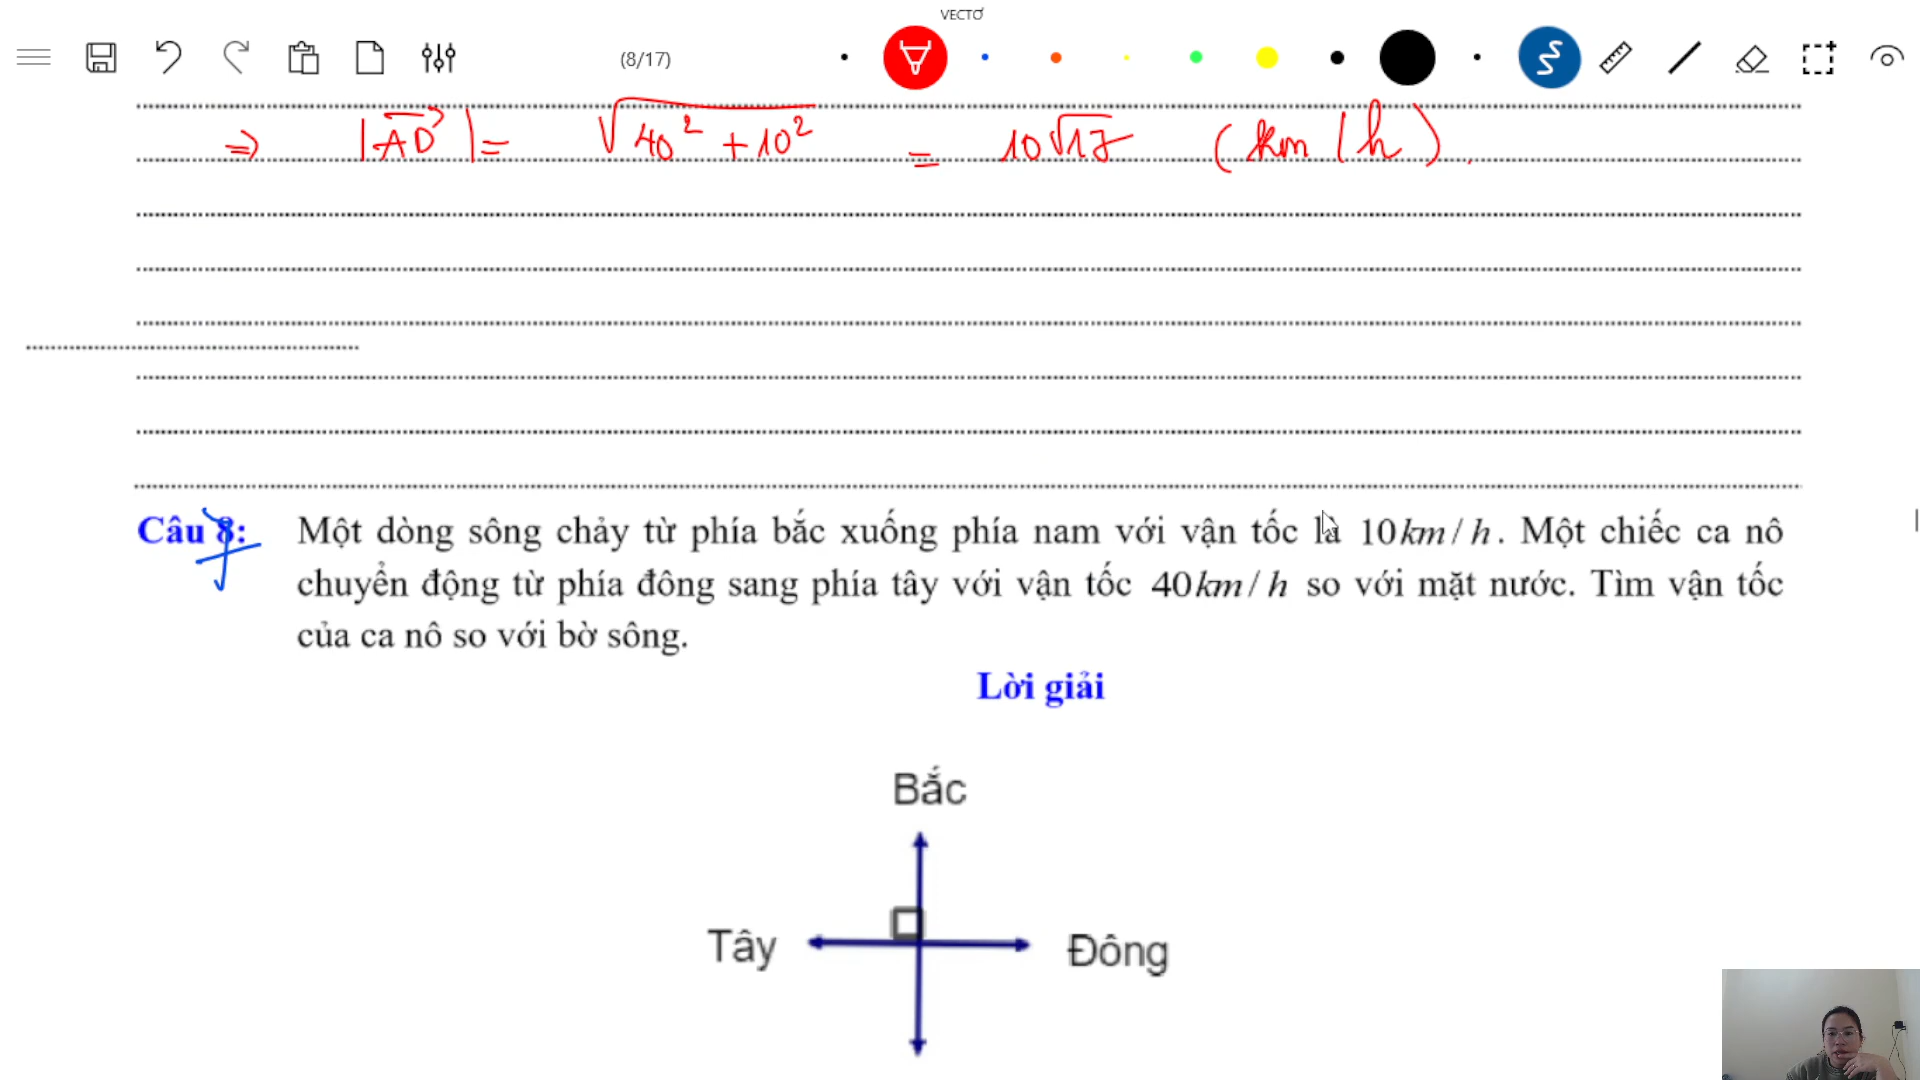 VECTƠ
(8/17)
⇒ |AD| = √40² + 10² = 10√17 (km/h).
Câu 8: Một dòng sông chảy từ phía bắc xuống phía nam với vận tốc là 10km/h. Một chiếc ca nô
chuyển động từ phía đông sang phía tây với vận tốc 40km/h so với mặt nước. Tìm vận tốc
của ca nô so với bờ sông.
Lời giải
Bắc
Tây Đông